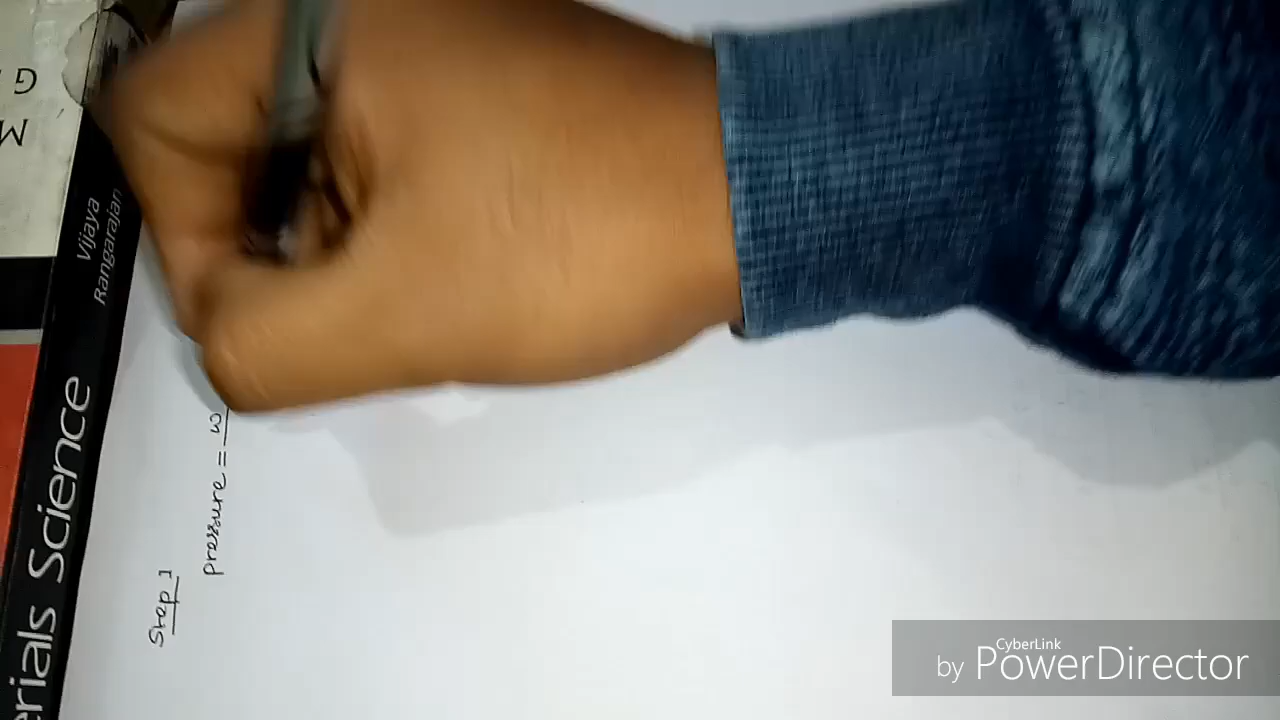 Step 1
pressure = w
erials Science
Vijaya
Rangarajan
M
G
CyberLink
by PowerDirector